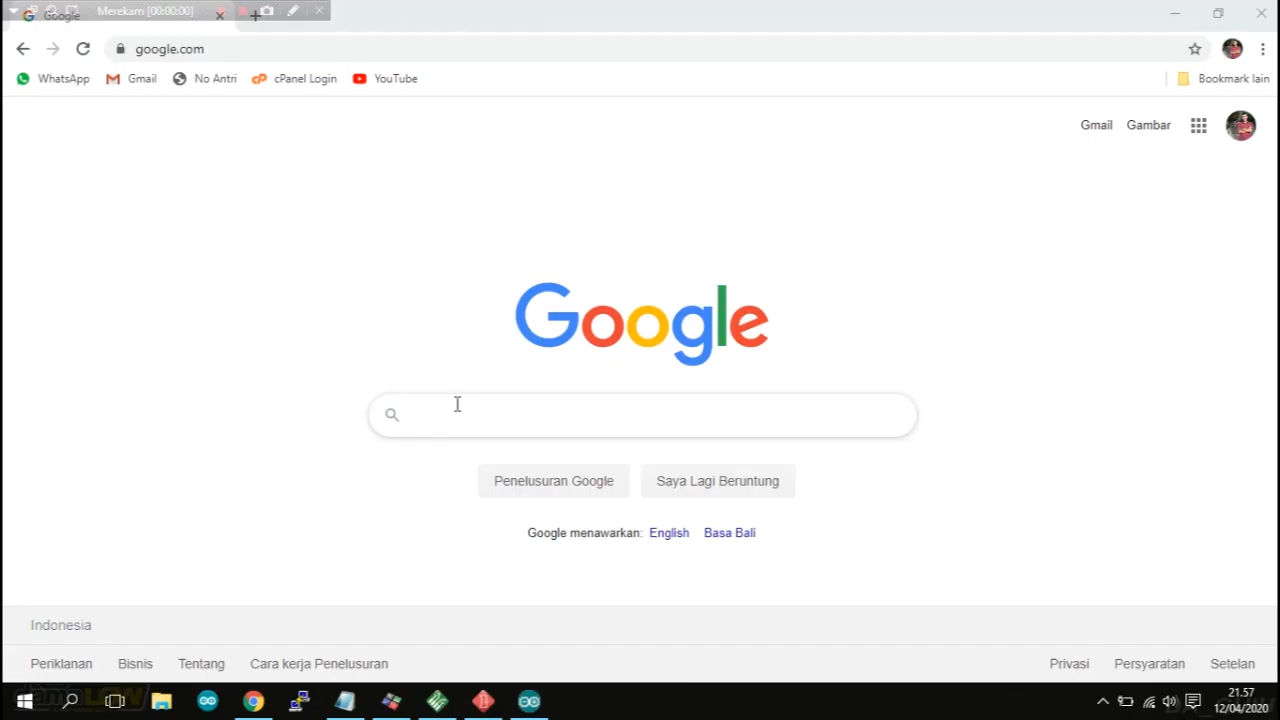 Google
Merekam [00:00:00]
google.com
WhatsApp
Gmail
No Antri
cPanel Login
YouTube
Bookmark lain
Gmail
Gambar
Google
Penelusuran Google
Saya Lagi Beruntung
Google menawarkan: English Basa Bali
Indonesia
Periklanan
Bisnis
Tentang
Cara kerja Penelusuran
Privasi
Persyaratan
Setelan
21.57
12/04/2020